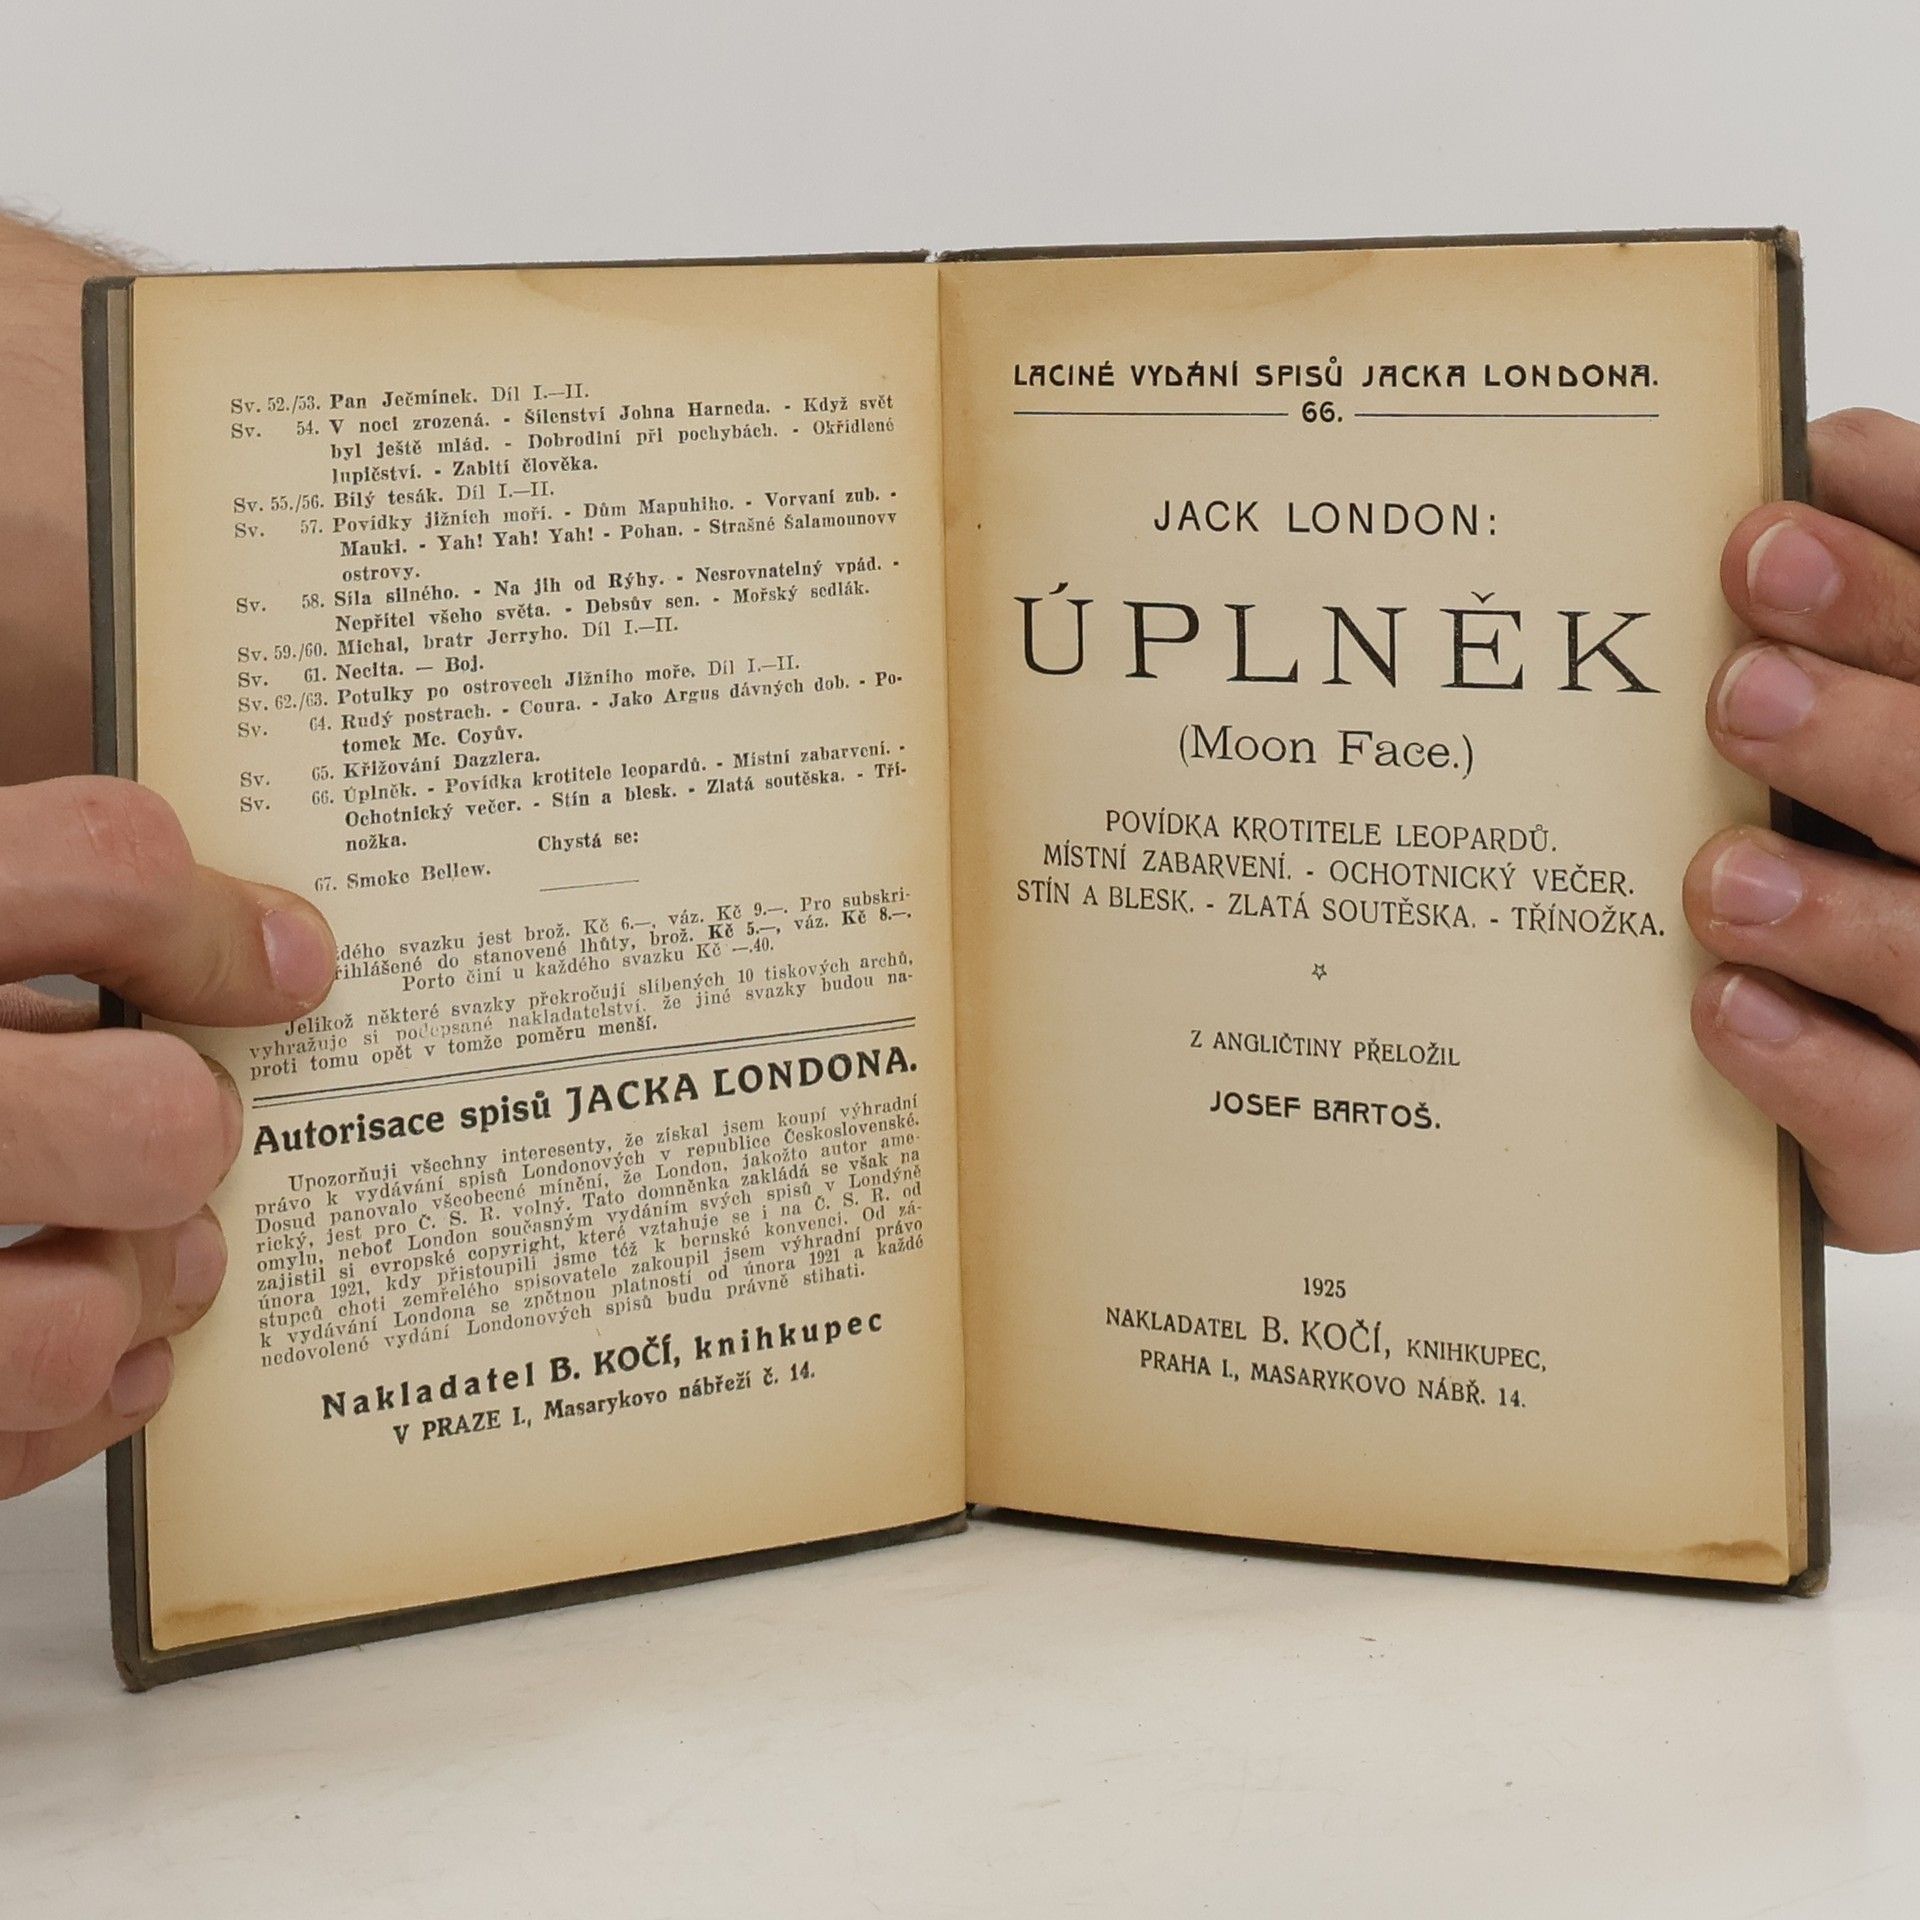 Sv. 52./53. Pan Ječmínek. Díl I.—II.
Sv. 54. V noci zrozená. - Šílenství Johna Harneda. - Když svět
byl ještě mlád. - Dobrodiní při pochybách. - Okřídlené
lupičství. - Zabití člověka.
Sv. 55./56. Bílý tesák. Díl I.—II.
Sv. 57. Povídky jižních moří. - Dům Mapuhiho. - Vorvaní zub. -
Mauki. - Yah! Yah! Yah! - Pohan. - Strašné Šalamounovy
ostrovy.
Sv. 58. Síla silného. - Na jih od Rýhy. - Nesrovnatelný vpád. -
Nepřítel všeho světa. - Debsův sen. - Mořský sedlák.
Sv. 59./60. Michal, bratr Jerryho. Díl I.—II.
Sv. 61. Necita. — Boj.
Sv. 62./63. Potulky po ostrovech Jižního moře. Díl I.—II.
Sv. 64. Rudý postrach. - Coura. - Jako Argus dávných dob. - Po-
tomek Mc. Coyův.
Sv. 65. Křižování Dazzlera.
Sv. 66. Úplněk. - Povídka krotitele leopardů. - Místní zabarvení. -
Ochotnický večer. - Stín a blesk. - Zlatá soutěska. - Tří-
nožka.
Chystá se:
67. Smoke Bellew.
svazku jest brož. Kč 6.—, váz. Kč 9.—. Pro subskri-
do stanovené lhůty, brož. Kč 5.—, váz. Kč 8.—.
Porto činí u každého svazku Kč —.40.
Jelikož některé svazky překročují slíbených 10 tiskových archů,
vyhražuje si podepsané nakladatelství, že jiné svazky budou na-
proti tomu opět v tomže poměru menší.
Autorisace spisů JACKA LONDONA.
Upozorňuji všechny interesenty, že získal jsem koupí výhradní
právo k vydávání spisů Londonových v republice Československé.
Dosud panovalo všeobecné mínění, že London, jakožto autor ame-
rický, jest pro Č. S. R. volný. Tato domněnka zakládá se však na
omylu, neboť London současným vydáním svých spisů v Londýně
zajistil si evropské copyright, které vztahuje se i na Č. S. R. od
února 1921, kdy přistoupili jsme též k bernské konvenci. Od zá-
stupců choti zemřelého spisovatele zakoupil jsem výhradní právo
k vydávání Londona se zpětnou platností od února 1921 a každé
nedovolené vydání Londonových spisů budu právně stíhati.
Nakladatel B. KOČÍ, knihkupec
V PRAZE I., Masarykovo nábřeží č. 14.
LACINÉ VYDÁNÍ SPISŮ JACKA LONDONA.
66.
JACK LONDON:
ÚPLNĚK
(Moon Face.)
POVÍDKA KROTITELE LEOPARDŮ.
MÍSTNÍ ZABARVENÍ. - OCHOTNICKÝ VEČER.
STÍN A BLESK. - ZLATÁ SOUTĚSKA. - TŘÍNOŽKA.
Z ANGLIČTINY PŘELOŽIL
JOSEF BARTOŠ.
1925
NAKLADATEL B. KOČÍ, KNIHKUPEC,
PRAHA I., MASARYKOVO NÁBŘ. 14.